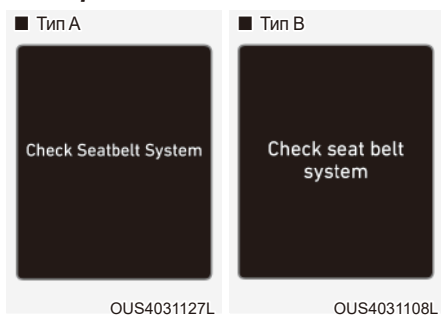 ■ Тип A
Check Seatbelt System
OUS4031127L
■ Тип B
Check seat belt
system
OUS4031108L